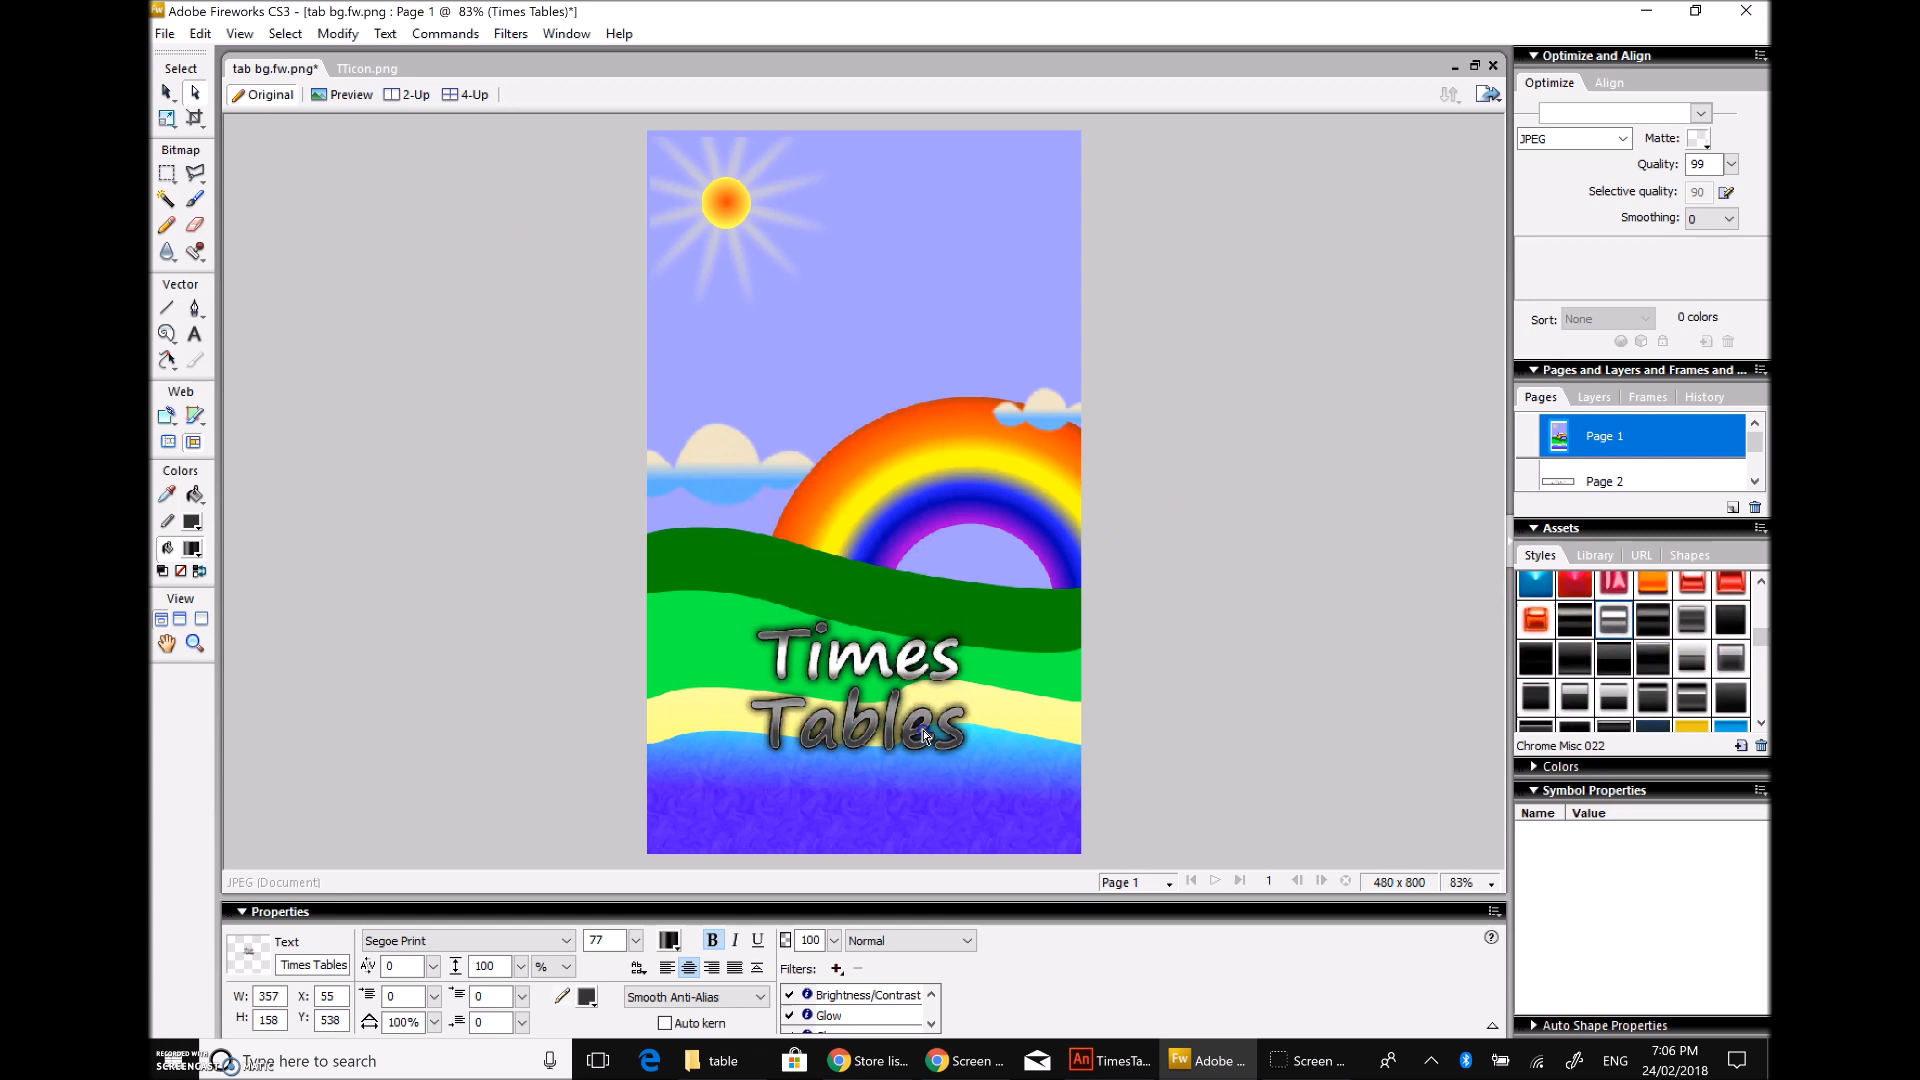 Adobe Fireworks CS3 - [tab bg.fw.png : Page 1 @ 83% (Times Tables)*]
File Edit View Select Modify Text Commands Filters Window Help
Select
Bitmap
Vector
Web
Colors
View
tab bg.fw.png* TTicon.png
Original Preview 2-Up 4-Up
Times
Tables
JPEG (Document) Page 1 1 480 x 800 83%
Optimize and Align
Optimize Align
JPEG Matte:
Quality: 99
Selective quality: 90
Smoothing: 0
Sort: None 0 colors
Pages and Layers and Frames and ...
Pages Layers Frames History
Page 1
Page 2
Assets
Styles Library URL Shapes
Chrome Misc 022
Colors
Symbol Properties
Name Value
Auto Shape Properties
Properties
Text Segoe Print 77 B I U 100 Normal
Times Tables 0 100 % Filters:
W: 357 X: 55 0 0 Smooth Anti-Alias Brightness/Contrast
H: 158 Y: 538 100% 0 Auto kern Glow
RECORDED WITH
SCREENCAST MATIC
Type here to search table Store lis... Screen ... TimesTa... Adobe ... Screen ... ENG 7:06 PM
24/02/2018